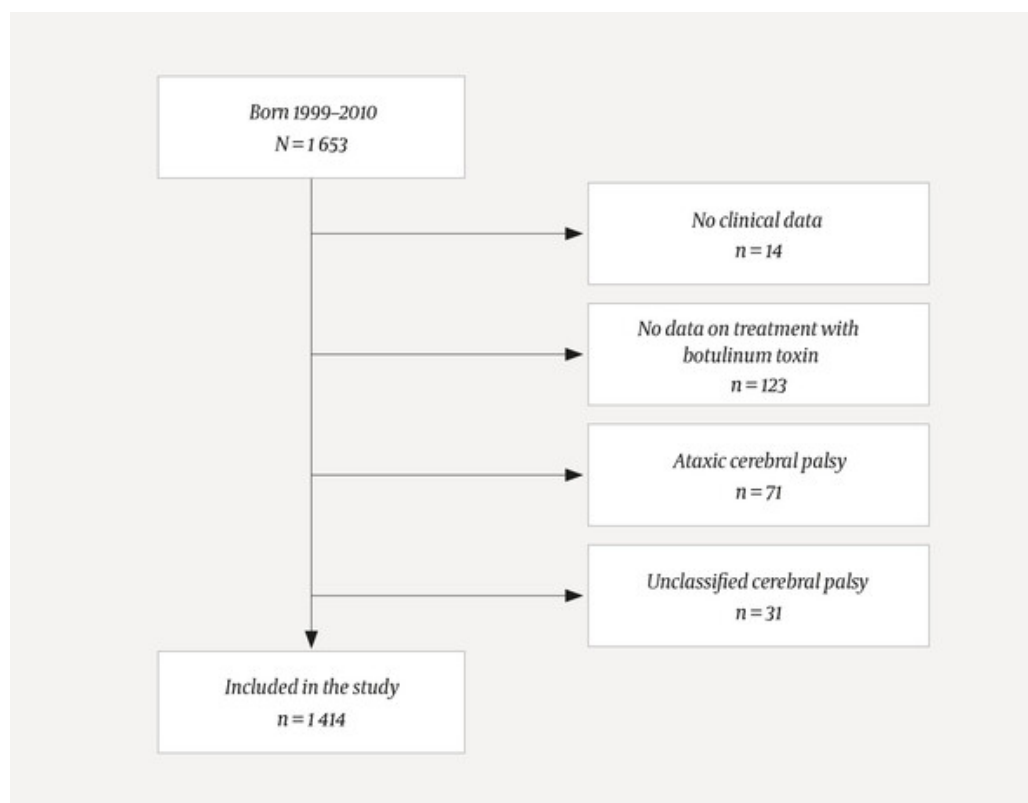 Born 1999–2010
N = 1 653
No clinical data
n = 14
No data on treatment with
botulinum toxin
n = 123
Ataxic cerebral palsy
n = 71
Unclassified cerebral palsy
n = 31
Included in the study
n = 1 414